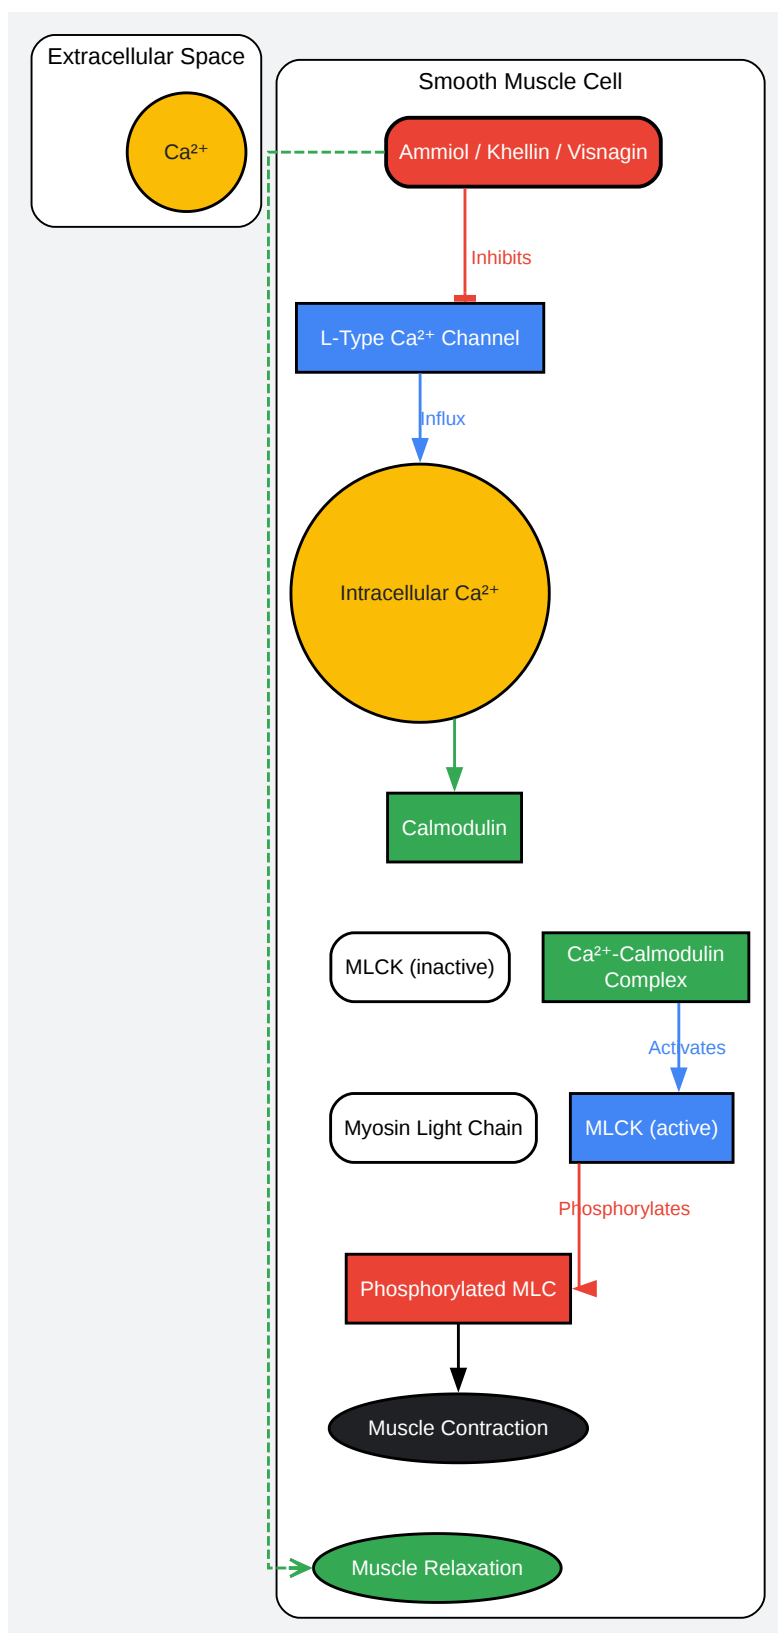 Extracellular Space
Ca²⁺
Smooth Muscle Cell
Ammiol / Khellin / Visnagin
Inhibits
L-Type Ca²⁺ Channel
Influx
Intracellular Ca²⁺
Calmodulin
MLCK (inactive)
Ca²⁺-Calmodulin
Complex
Activates
Myosin Light Chain
MLCK (active)
Phosphorylates
Phosphorylated MLC
Muscle Contraction
Muscle Relaxation